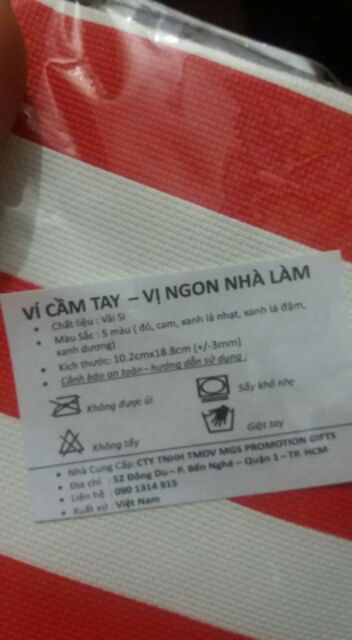 VÍ CẦM TAY – VỊ NGON NHÀ LÀM
Chất liệu : Vải Si
Màu Sắc : 5 màu ( đỏ, cam, xanh lá nhạt, xanh lá đậm,
xanh dương)
Kích thước: 10.2cmx18.8cm (+/-3mm)
Cảnh báo an toàn – hướng dẫn sử dụng :
Không được ủi
Sấy khô nhẹ
Không tẩy
Giặt tay
Nhà Cung Cấp: CTY TNHH TMDV MGS PROMOTION GIFTS
Địa chỉ : 52 Đông Du – P. Bến Nghé – Quận 1 – TP. HCM
Liên hệ : 090 1314 915
Xuất xứ : Việt Nam